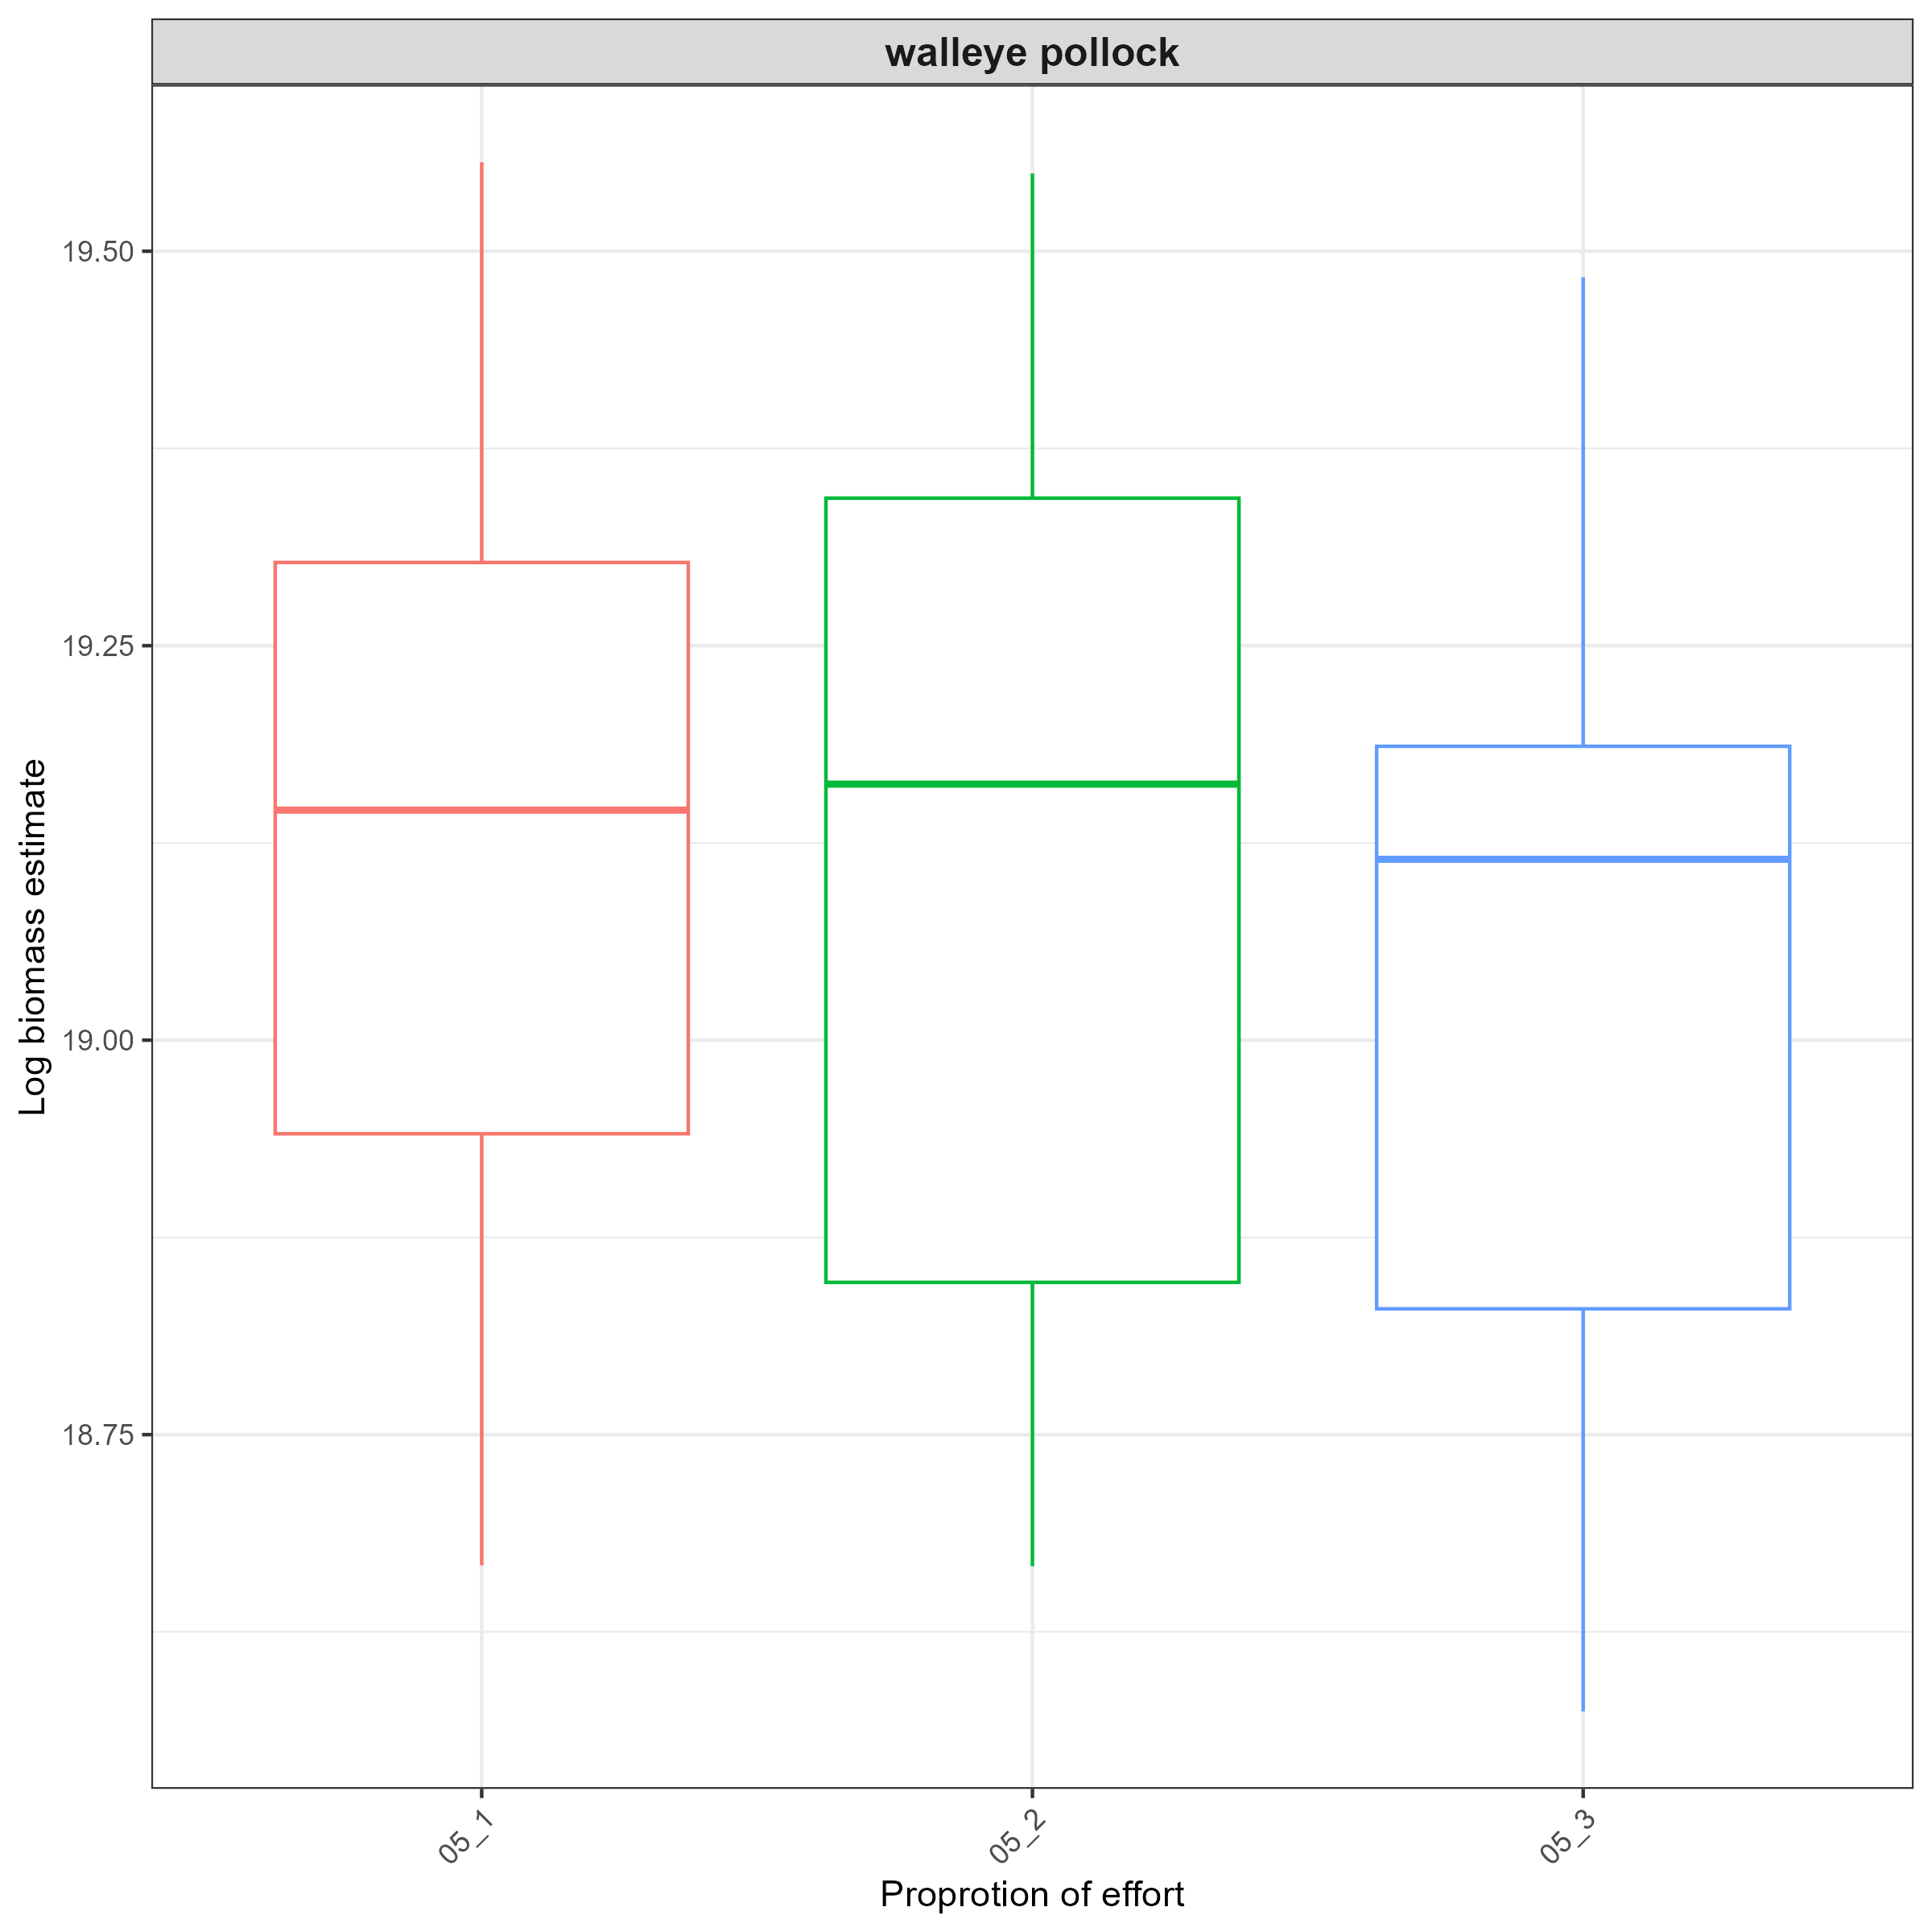 walleye pollock
Log biomass estimate
19.50
19.25
19.00
18.75
05_1
05_2
05_3
Proprotion of effort